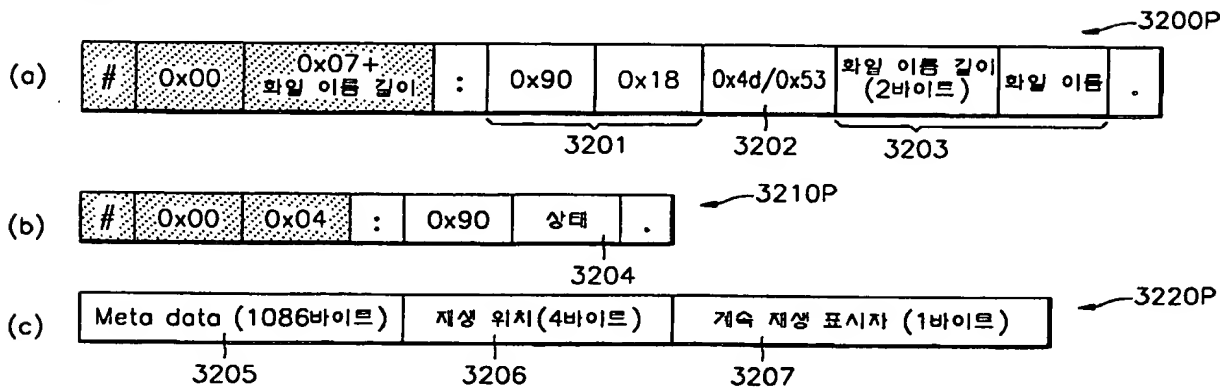 3200P
(a) # 0x00 0x07+ 화일 이름 길이 : 0x90 0x18 0x4d/0x53 화일 이름 길이 (2바이트) 화일 이름 .
3201 3202 3203
3210P
(b) # 0x00 0x04 : 0x90 상태 .
3204
3220P
(c) Meta data (1086바이트) 재생 위치(4바이트) 계속 재생 표시자 (1바이트)
3205 3206 3207